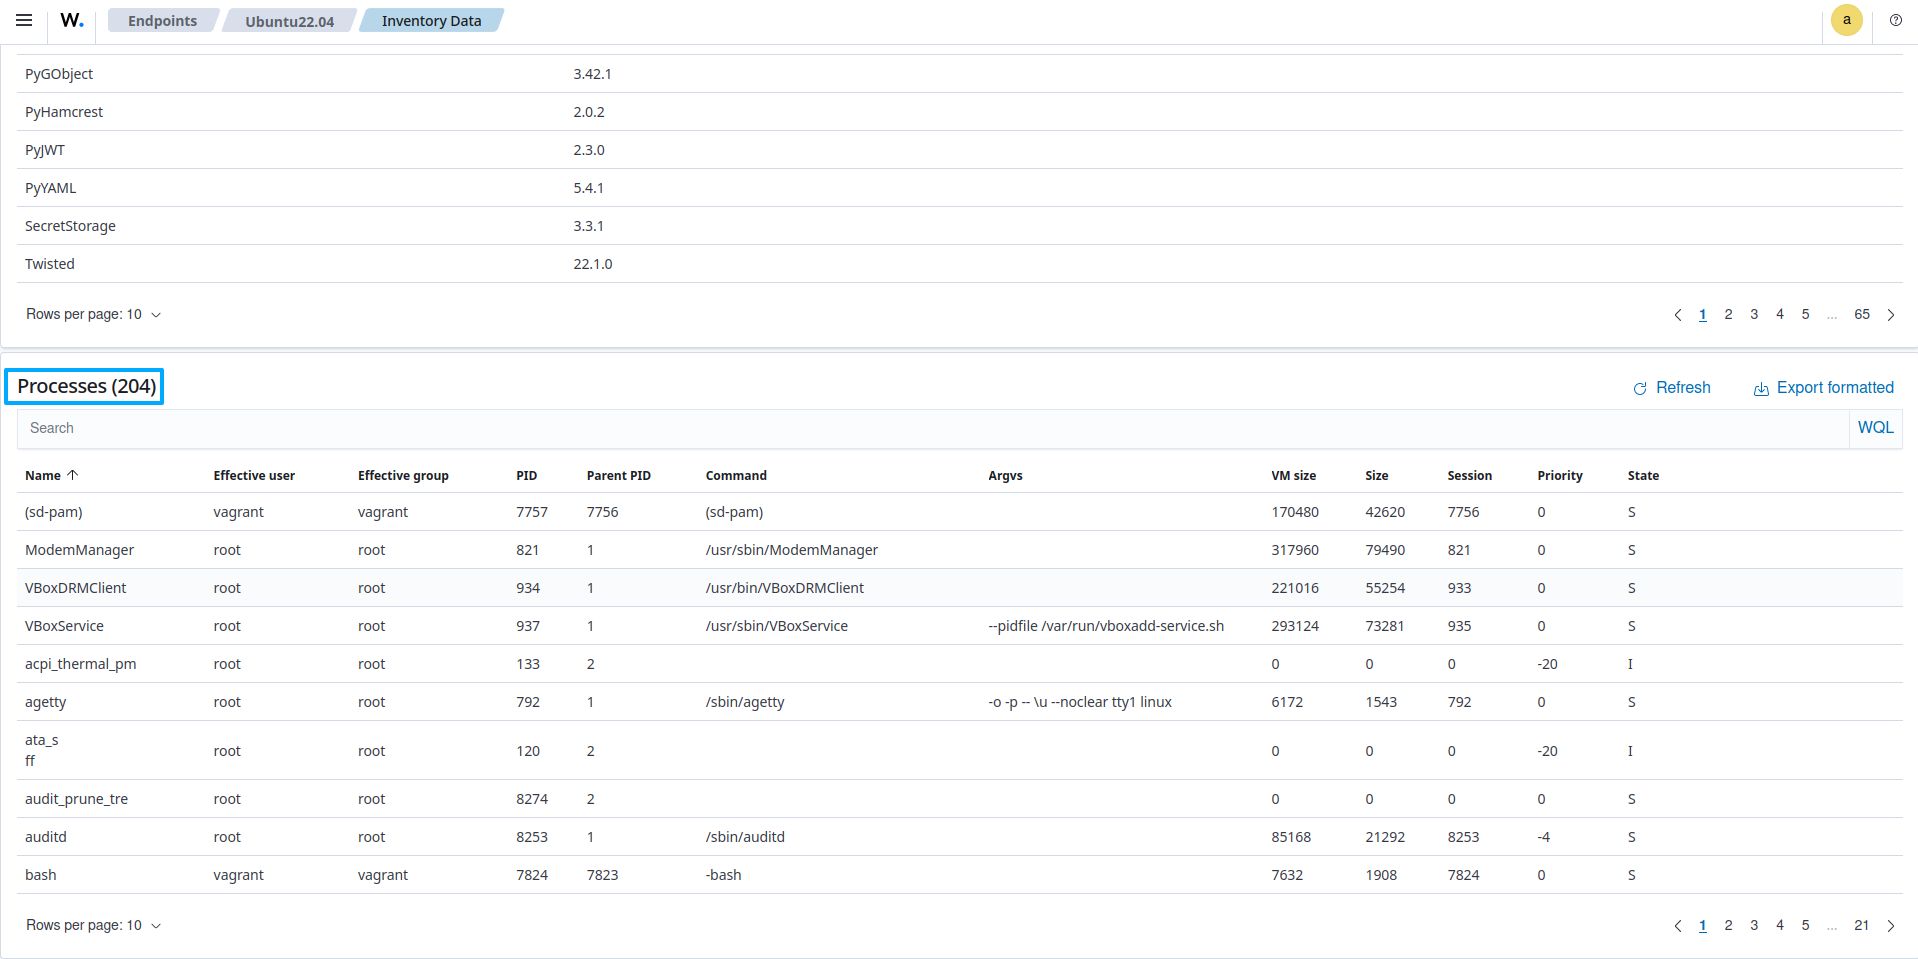 W. Endpoints Ubuntu22.04 Inventory Data a
PyGObject 3.42.1
PyHamcrest 2.0.2
PyJWT 2.3.0
PyYAML 5.4.1
SecretStorage 3.3.1
Twisted 22.1.0
Rows per page: 10 1 2 3 4 5 ... 65
Processes (204) Refresh Export formatted
Search WQL
Name Effective user Effective group PID Parent PID Command Argvs VM size Size Session Priority State
(sd-pam) vagrant vagrant 7757 7756 (sd-pam) 170480 42620 7756 0 S
ModemManager root root 821 1 /usr/sbin/ModemManager 317960 79490 821 0 S
VBoxDRMClient root root 934 1 /usr/bin/VBoxDRMClient 221016 55254 933 0 S
VBoxService root root 937 1 /usr/sbin/VBoxService --pidfile /var/run/vboxadd-service.sh 293124 73281 935 0 S
acpi_thermal_pm root root 133 2 0 0 0 -20 I
agetty root root 792 1 /sbin/agetty -o -p -- \u --noclear tty1 linux 6172 1543 792 0 S
ata_s
ff root root 120 2 0 0 0 -20 I
audit_prune_tre root root 8274 2 0 0 0 0 S
auditd root root 8253 1 /sbin/auditd 85168 21292 8253 -4 S
bash vagrant vagrant 7824 7823 -bash 7632 1908 7824 0 S
Rows per page: 10 1 2 3 4 5 ... 21